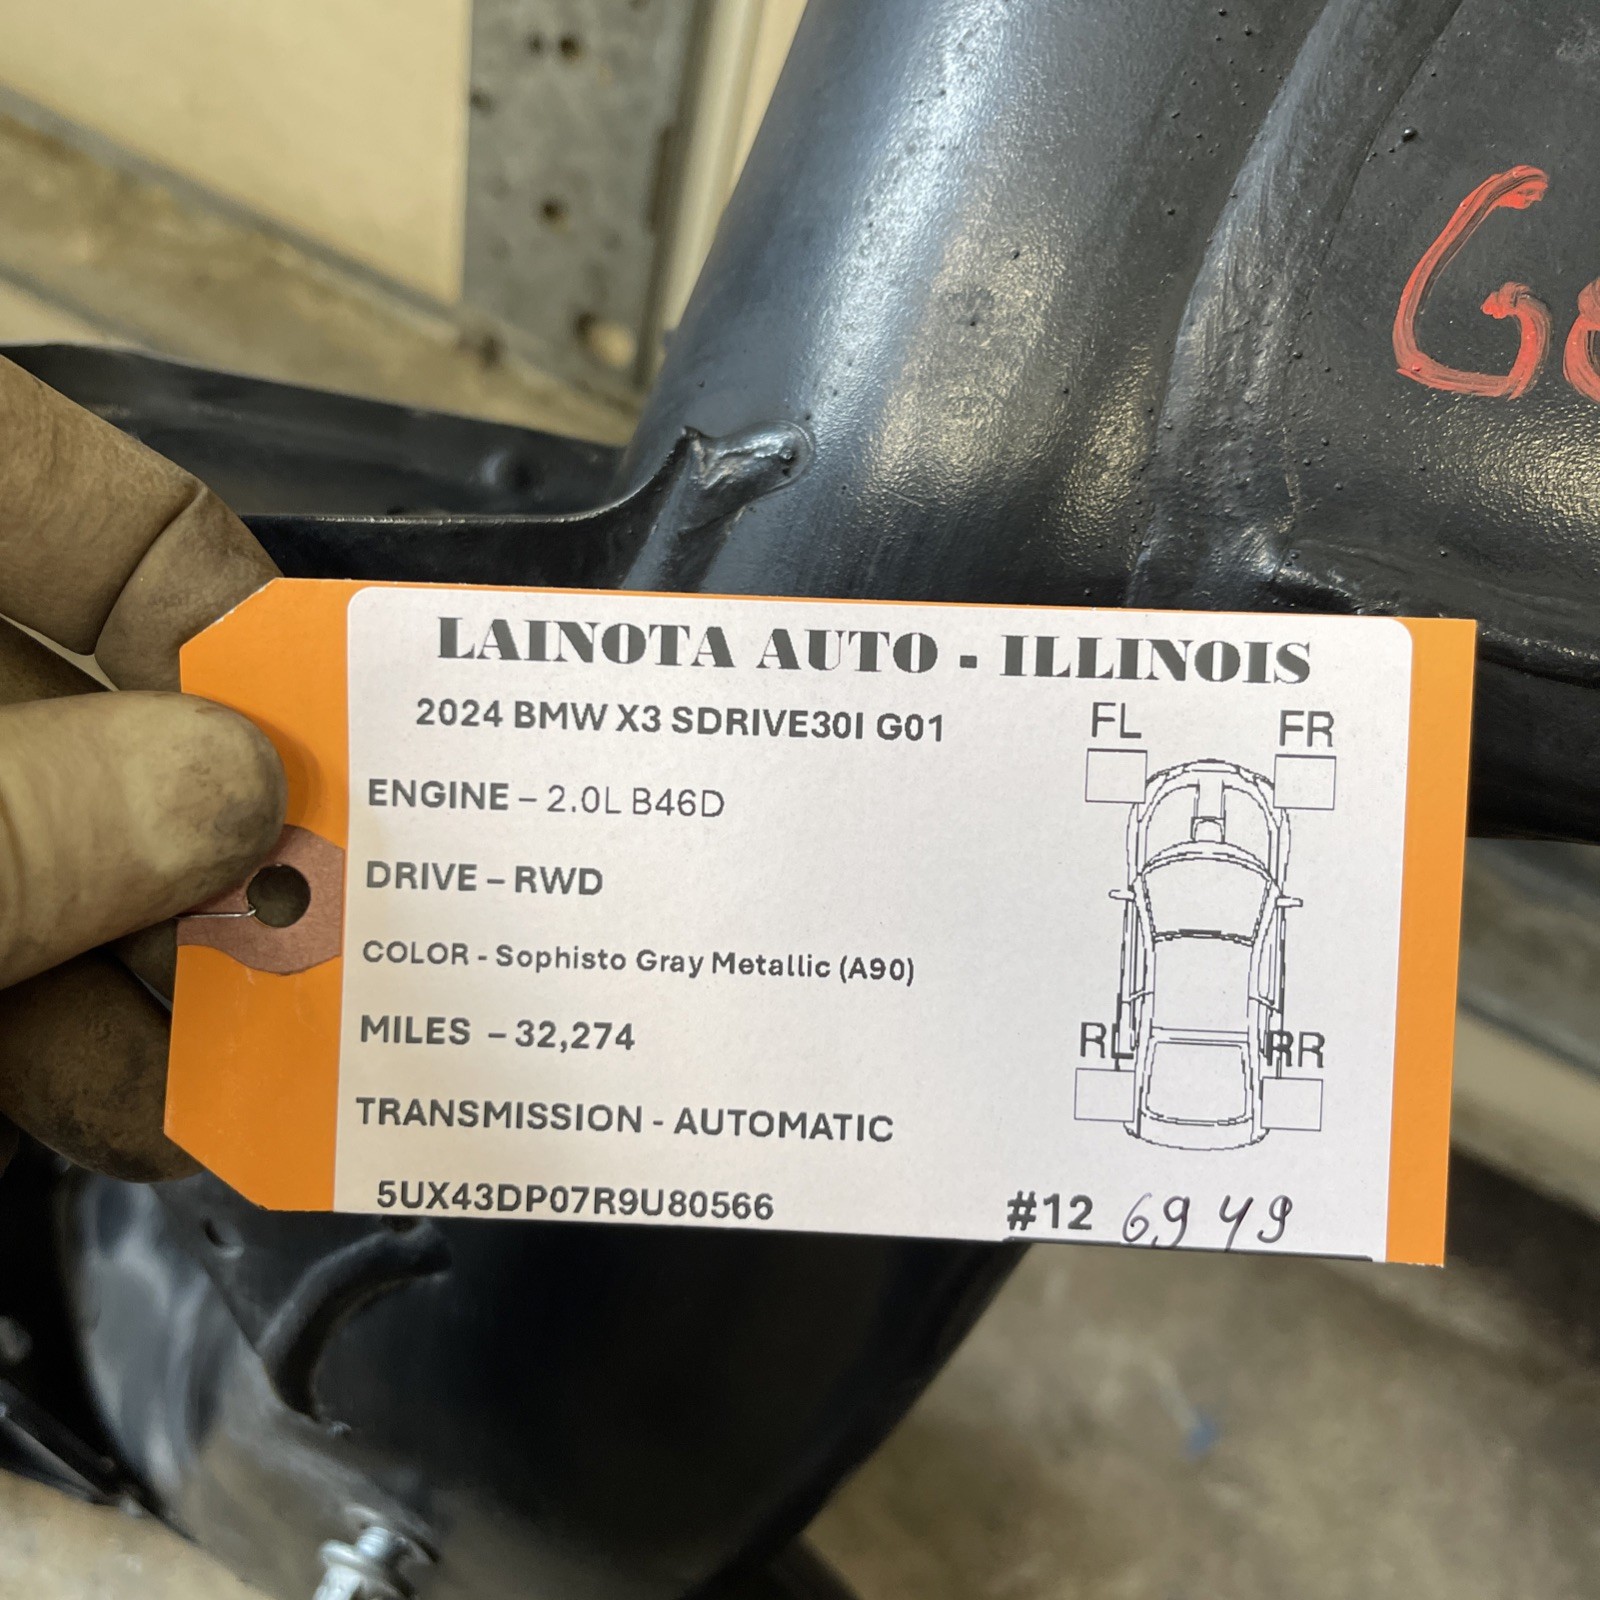 LAINOTA AUTO - ILLINOIS
2024 BMW X3 SDRIVE30I G01
FL
FR
ENGINE – 2.0L B46D
DRIVE – RWD
COLOR - Sophisto Gray Metallic (A90)
MILES – 32,274
RL
RR
TRANSMISSION - AUTOMATIC
5UX43DP07R9U80566
#12 6949